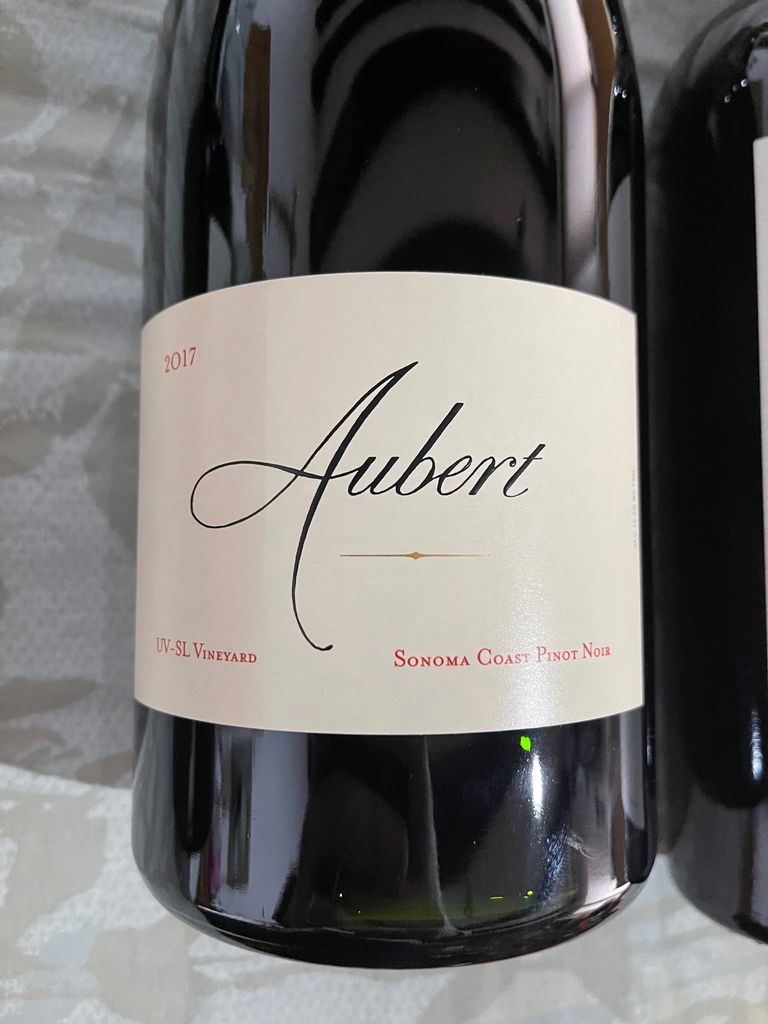 2017
Aubert
UV-SL Vineyard
Sonoma Coast Pinot Noir